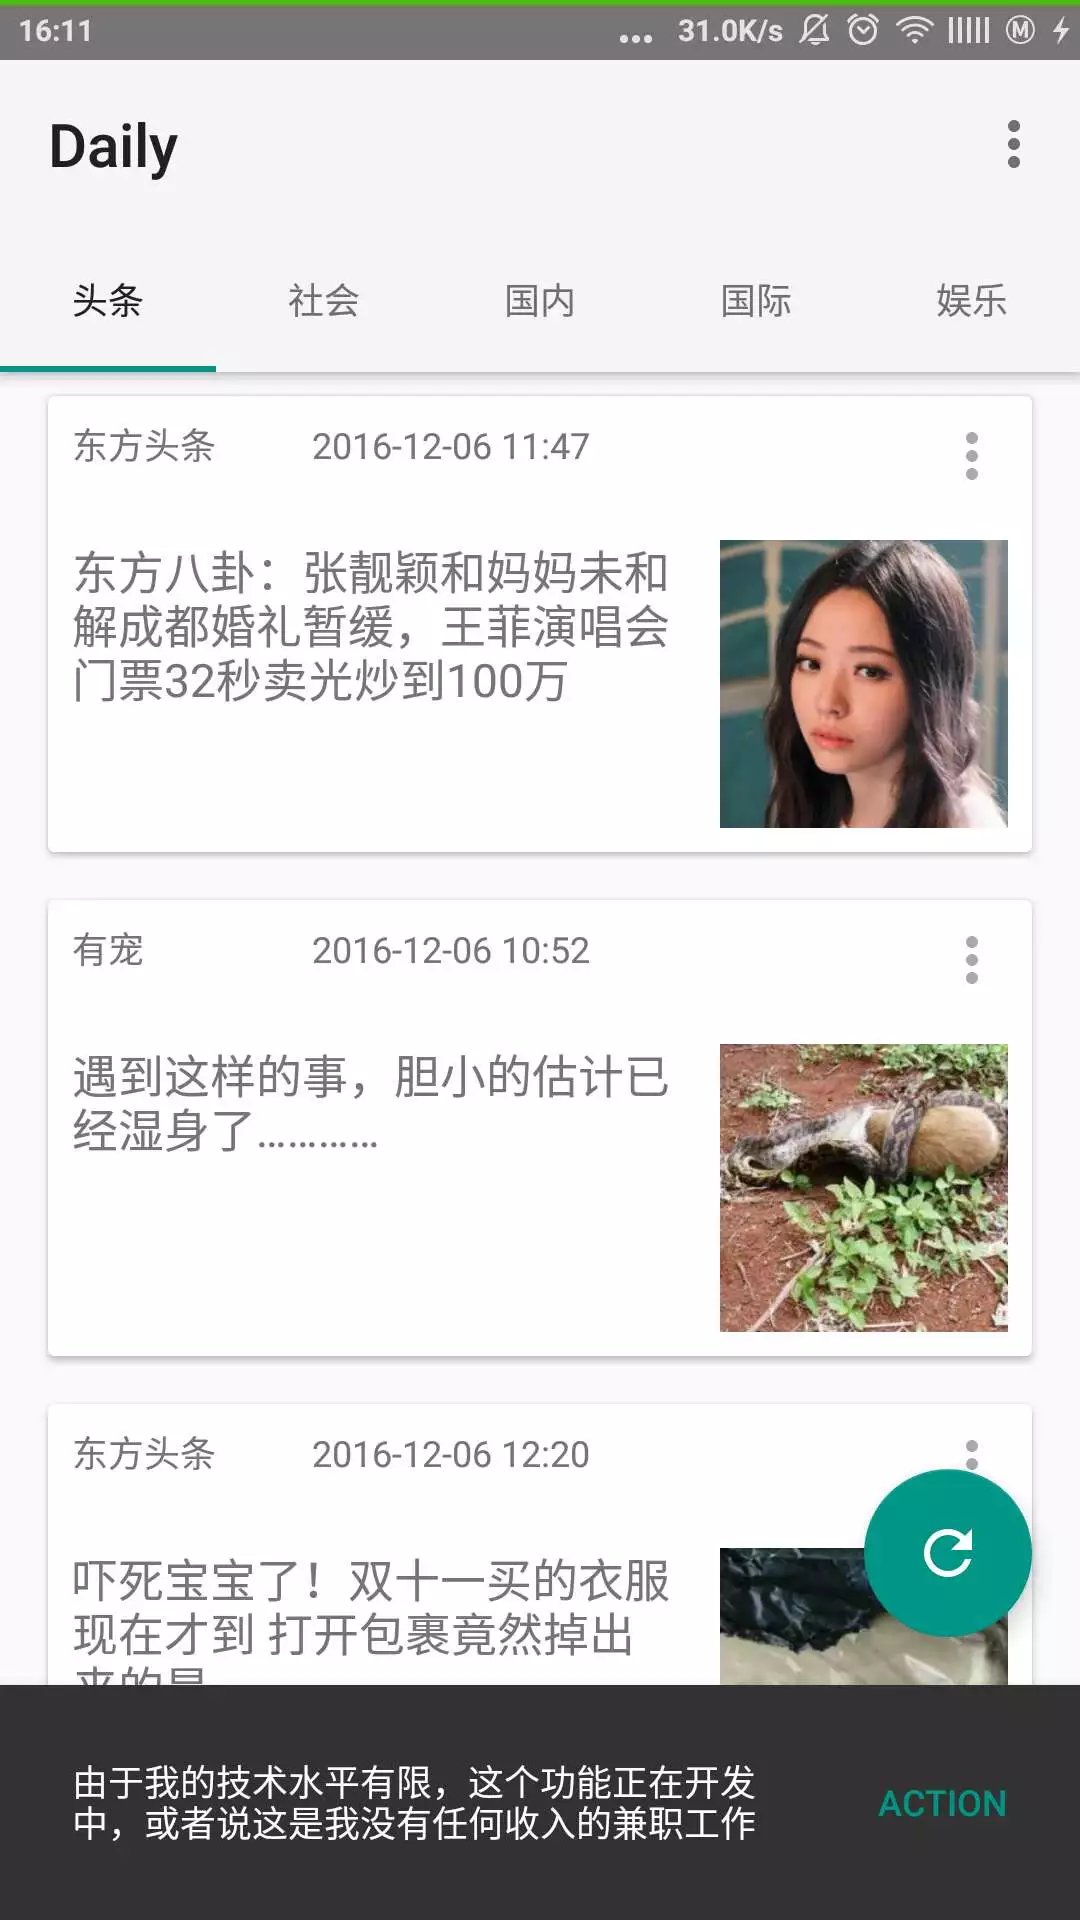 16:11
... 31.0K/s
Daily
头条 社会 国内 国际 娱乐
东方头条 2016-12-06 11:47
东方八卦：张靓颖和妈妈未和
解成都婚礼暂缓，王菲演唱会
门票32秒卖光炒到100万
有宠 2016-12-06 10:52
遇到这样的事，胆小的估计已
经湿身了…………
东方头条 2016-12-06 12:20
吓死宝宝了！双十一买的衣服
现在才到 打开包裹竟然掉出
来的是
由于我的技术水平有限，这个功能正在开发
中，或者说这是我没有任何收入的兼职工作
ACTION